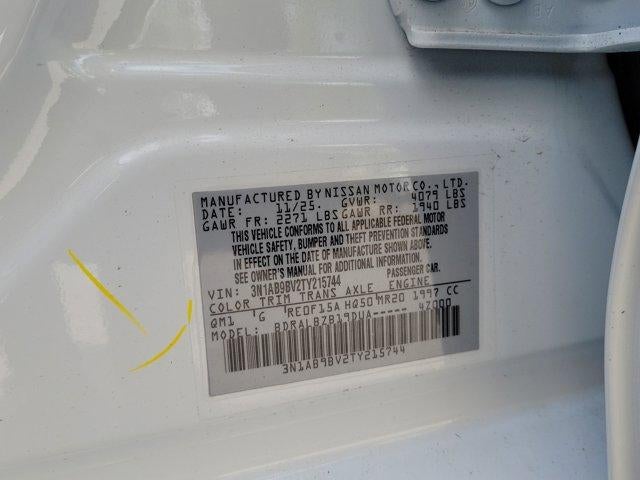 MANUFACTURED BY NISSAN MOTOR CO., LTD.
DATE: 11/25. GVWR: 4079 LBS
GAWR FR: 2271 LBS GAWR RR: 1940 LBS
THIS VEHICLE CONFORMS TO ALL APPLICABLE FEDERAL MOTOR
VEHICLE SAFETY, BUMPER AND THEFT PREVENTION STANDARDS
IN EFFECT ON THE DATE OF MANUFACTURE SHOWN ABOVE.
SEE OWNER'S MANUAL FOR ADDITIONAL INFORMATION.
VIN: 3N1AB9BV2TY215744 PASSENGER CAR.
COLOR TRIM TRANS AXLE ENGINE
QM1 G RE0F15A HQ50 MR20 1997 CC
MODEL: BDRALBZB19DUA----- 47000
3N1AB9BV2TY215744